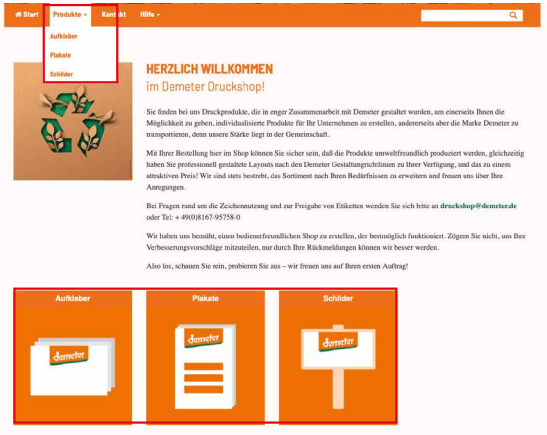 Start Produkte Kontakt Hilfe
Aufkleber
Plakate
Schilder
HERZLICH WILLKOMMEN
im Demeter Druckshop!
Sie finden bei uns Druckprodukte, die in enger Zusammenarbeit mit Demeter gestaltet wurden, um einerseits Ihnen die
Möglichkeit zu geben, individualisierte Produkte für Ihr Unternehmen zu erstellen, andererseits aber die Marke Demeter zu
transportieren, denn unsere Stärke liegt in der Gemeinschaft.
Mit Ihrer Bestellung hier im Shop können Sie sicher sein, daß die Produkte umweltfreundlich produziert werden, gleichzeitig
haben Sie professionell gestaltete Layouts nach den Demeter Gestaltungrichtlinien zu Ihrer Verfügung, und das zu einem
attraktiven Preis! Wir sind stets bestrebt, das Sortiment nach Ihren Bedürfnissen zu erweitern und freuen uns über Ihre
Anregungen.
Bei Fragen rund um die Zeichennutzung und zur Freigabe von Etiketten wenden Sie sich bitte an druckshop@demeter.de
oder Tel: + 49(0)8167-95758-0
Wir haben uns bemüht, einen bedienerfreundlichen Shop zu erstellen, der bestmöglich funktioniert. Zögern Sie nicht, uns Ihre
Verbesserungsvorschläge mitzuteilen, nur durch Ihre Rückmeldungen können wir besser werden.
Also los, schauen Sie rein, probieren Sie aus – wir freuen uns auf Ihren ersten Auftrag!
Aufkleber Plakate Schilder
demeter demeter demeter